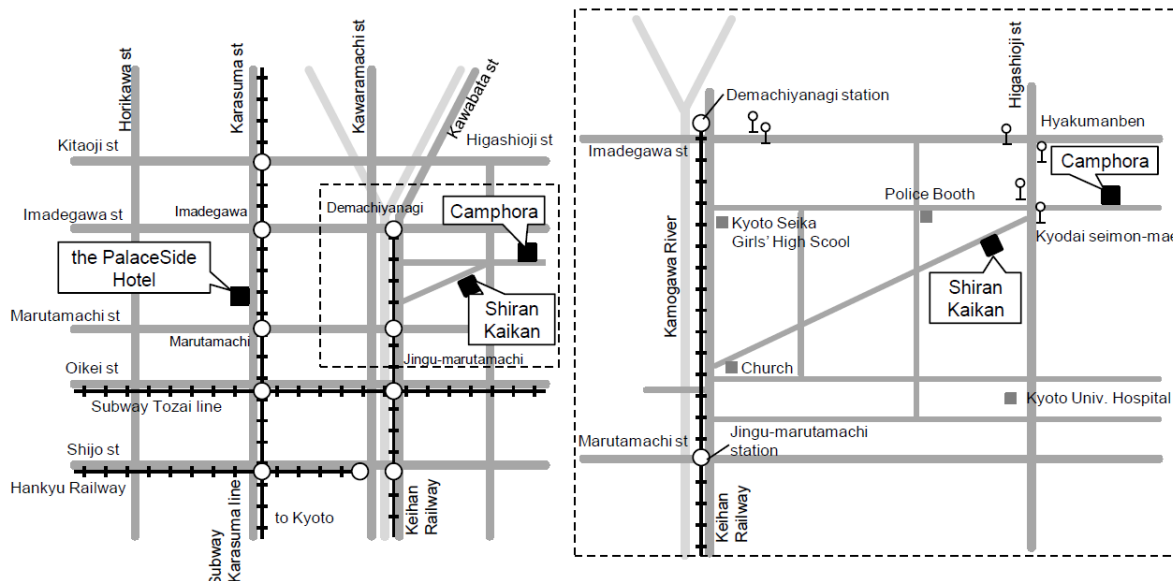 Horikawa st
Karasuma st
Kawaramachi st
Kawabata st
Kitaoji st
Higashioji st
Imadegawa st
Imadegawa
Demachiyanagi
Camphora
the PalaceSide
Hotel
Shiran
Kaikan
Marutamachi st
Marutamachi
Jingu-marutamachi
Oikei st
Subway Tozai line
Shijo st
Hankyu Railway
Subway
Karasuma line
to Kyoto
Keihan
Railway
Demachiyanagi station
Higashioji st
Hyakumanben
Imadegawa st
Camphora
Police Booth
Kyoto Seika
Girls' High Scool
Kyodai seimon-mae
Kamogawa River
Shiran
Kaikan
Church
Kyoto Univ. Hospital
Marutamachi st
Jingu-marutamachi
station
Keihan
Railway